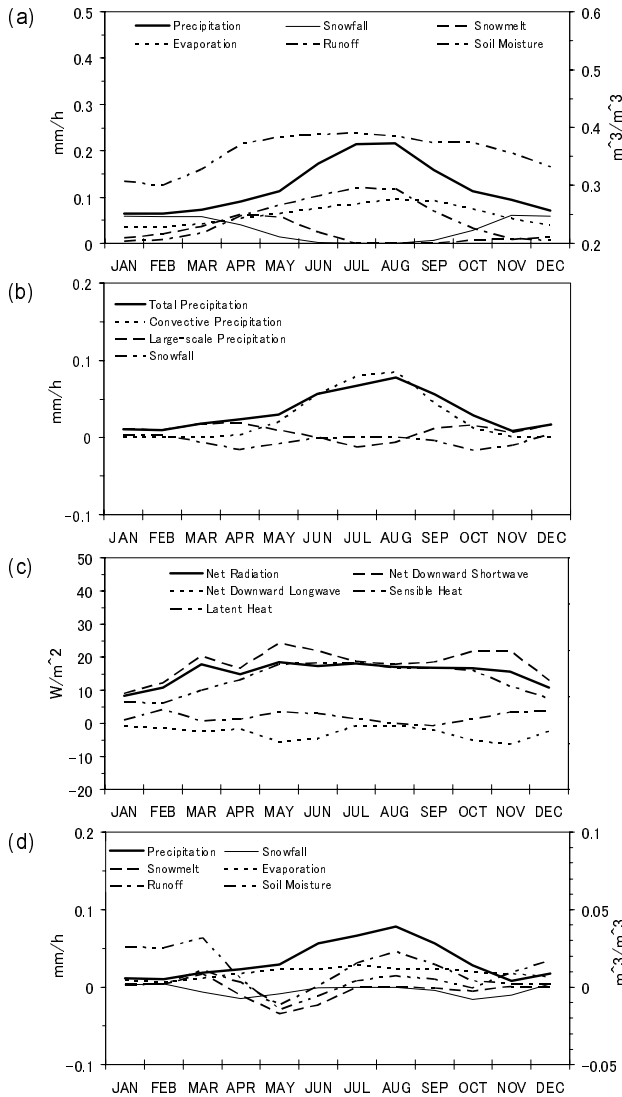 (a)
0.5
0.4
0.3
0.2
0.1
0
mm/h
Precipitation Snowfall Snowmelt
Evaporation Runoff Soil Moisture
0.6
0.5
0.4
0.3
0.2
m^3/m^3
JAN FEB MAR APR MAY JUN JUL AUG SEP OCT NOV DEC
(b)
0.2
0.1
0
-0.1
mm/h
Total Precipitation
Convective Precipitation
Large-scale Precipitation
Snowfall
JAN FEB MAR APR MAY JUN JUL AUG SEP OCT NOV DEC
(c)
50
40
30
20
10
0
-10
-20
W/m^2
Net Radiation Net Downward Shortwave
Net Downward Longwave Sensible Heat
Latent Heat
JAN FEB MAR APR MAY JUN JUL AUG SEP OCT NOV DEC
(d)
0.2
0.1
0
-0.1
mm/h
Precipitation Snowfall
Snowmelt Evaporation
Runoff Soil Moisture
0.1
0.05
0
-0.05
m^3/m^3
JAN FEB MAR APR MAY JUN JUL AUG SEP OCT NOV DEC